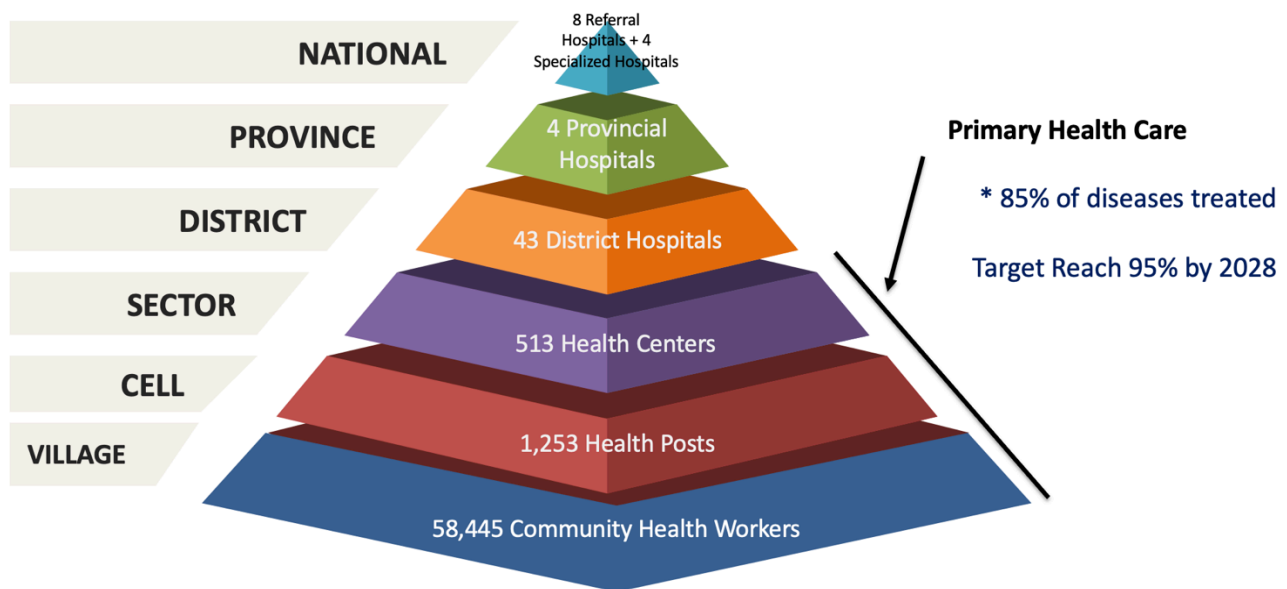 8 Referral
Hospitals + 4
Specialized Hospitals
NATIONAL
PROVINCE
4 Provincial
Hospitals
Primary Health Care
* 85% of diseases treated
DISTRICT
43 District Hospitals
Target Reach 95% by 2028
SECTOR
513 Health Centers
CELL
1,253 Health Posts
VILLAGE
58,445 Community Health Workers